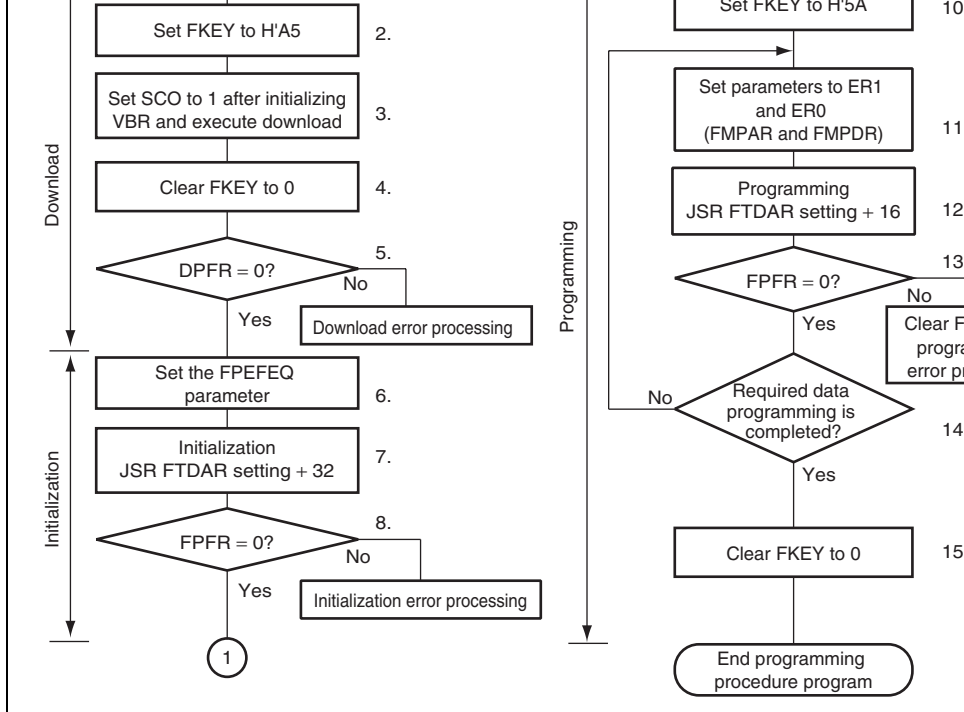 Download
Set FKEY to H'A5
2.
Set SCO to 1 after initializing
VBR and execute download
3.
Clear FKEY to 0
4.
DPFR = 0?
5.
No
Yes
Download error processing
Initialization
Set the FPEFEQ
parameter
6.
Initialization
JSR FTDAR setting + 32
7.
FPFR = 0?
8.
No
Yes
Initialization error processing
1
Programming
Set FKEY to H'5A
10
Set parameters to ER1
and ER0
(FMPAR and FMPDR)
11
Programming
JSR FTDAR setting + 16
12
FPFR = 0?
13
No
Yes
Clear F
progra
error pr
Required data
programming is
completed?
14
No
Yes
Clear FKEY to 0
15
End programming
procedure program